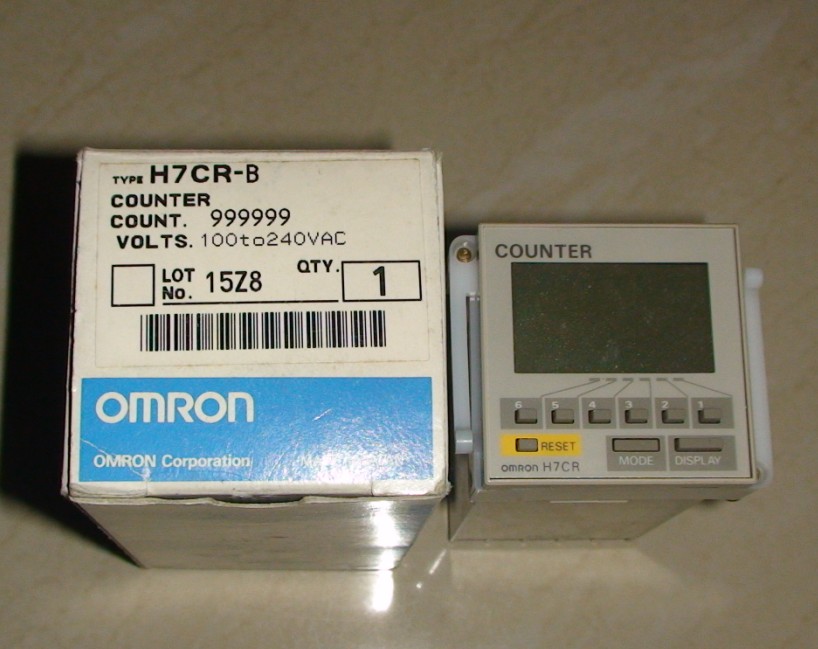 TYPE H7CR-B
COUNTER
COUNT. 999999
VOLTS. 100to240VAC
LOT No. 15Z8 QTY. 1
OMRON
OMRON Corporation
COUNTER
6 5 4 3 2 1
RESET MODE DISPLAY
OMRON H7CR